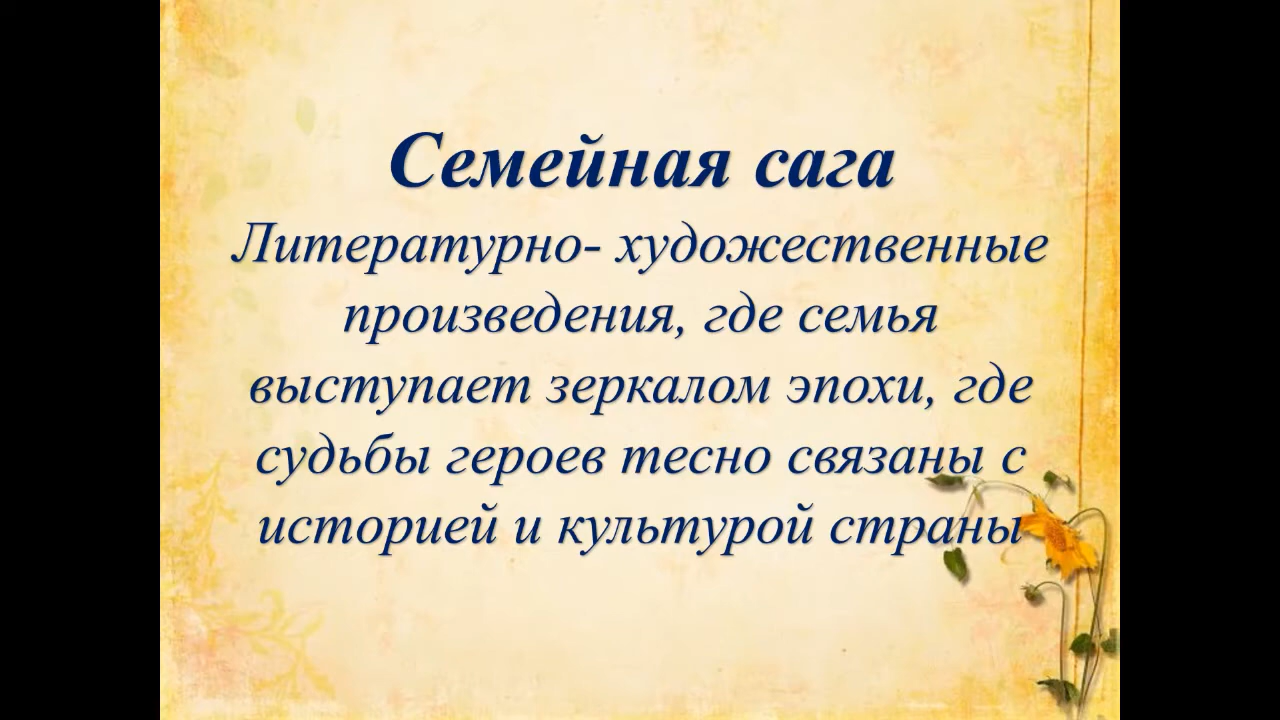 Семейная сага
Литературно- художественные
произведения, где семья
выступает зеркалом эпохи, где
судьбы героев тесно связаны с
историей и культурой страны